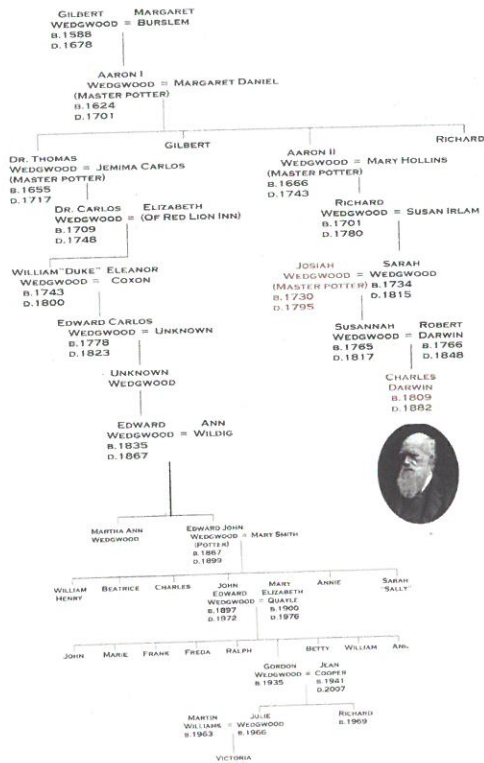 GILBERT MARGARET
WEDGWOOD = BURSLEM
B.1588
D.1678
AARON I
WEDGWOOD = MARGARET DANIEL
(MASTER POTTER)
B.1624
D.1701
DR. THOMAS
WEDGWOOD = JEMIMA CARLOS
(MASTER POTTER)
B.1655
D.1717
GILBERT
AARON II
WEDGWOOD = MARY HOLLINS
(MASTER POTTER)
B.1666
D.1743
RICHARD
DR. CARLOS ELIZABETH
WEDGWOOD = (OF RED LION INN)
B.1709
D.1748
RICHARD
WEDGWOOD = SUSAN IRLAM
B.1701
D.1780
WILLIAM "DUKE" ELEANOR
WEDGWOOD = COXON
B.1743
D.1800
JOSIAH SARAH
WEDGWOOD = WEDGWOOD
(MASTER POTTER) B.1734
B.1730 D.1815
D.1795
EDWARD CARLOS
WEDGWOOD = UNKNOWN
B.1778
D.1823
SUSANNAH ROBERT
WEDGWOOD = DARWIN
B.1765 B.1766
D.1817 D.1848
UNKNOWN
WEDGWOOD
CHARLES
DARWIN
B.1809
D.1882
EDWARD ANN
WEDGWOOD = WILDIG
B.1835
D.1867
MARTHA ANN
WEDGWOOD
EDWARD JOHN
WEDGWOOD = MARY SMITH
(POTTER)
B.1867
D.1899
WILLIAM
HENRY
BEATRICE
CHARLES
JOHN MARY
EDWARD ELIZABETH
WEDGWOOD = QUAYLE
B.1897 B.1900
D.1972 D.1976
ANNIE
SARAH
"SALLY"
JOHN MARIE FRANK FREDA RALPH BETTY WILLIAM ANN
GORDON JEAN
WEDGWOOD = COOPER
B.1935 B.1941
D.2007
MARTIN JULIE
WILLIAMS = WEDGWOOD
B.1963 B.1966
RICHARD
B.1969
VICTORIA